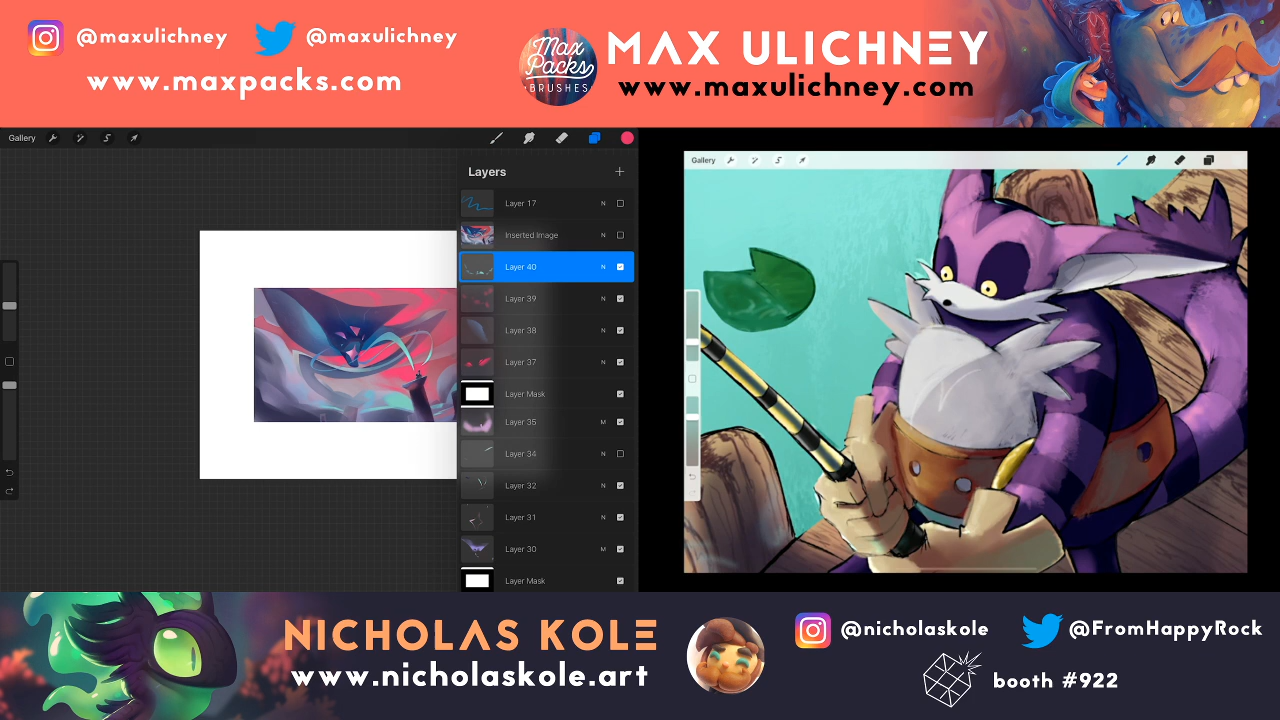 @maxulichney @maxulichney
www.maxpacks.com
Max
Packs
BRUSHES
MAX ULICHNEY
www.maxulichney.com
Gallery
Layers
Layer 17 N
Inserted Image N
Layer 40 N
Layer 39 N
Layer 38 N
Layer 37 N
Layer Mask
Layer 35 M
Layer 34 N
Layer 32 N
Layer 31 N
Layer 30 M
Layer Mask
Gallery
NICHOLAS KOLE
www.nicholaskole.art
@nicholaskole @FromHappyRock
booth #922